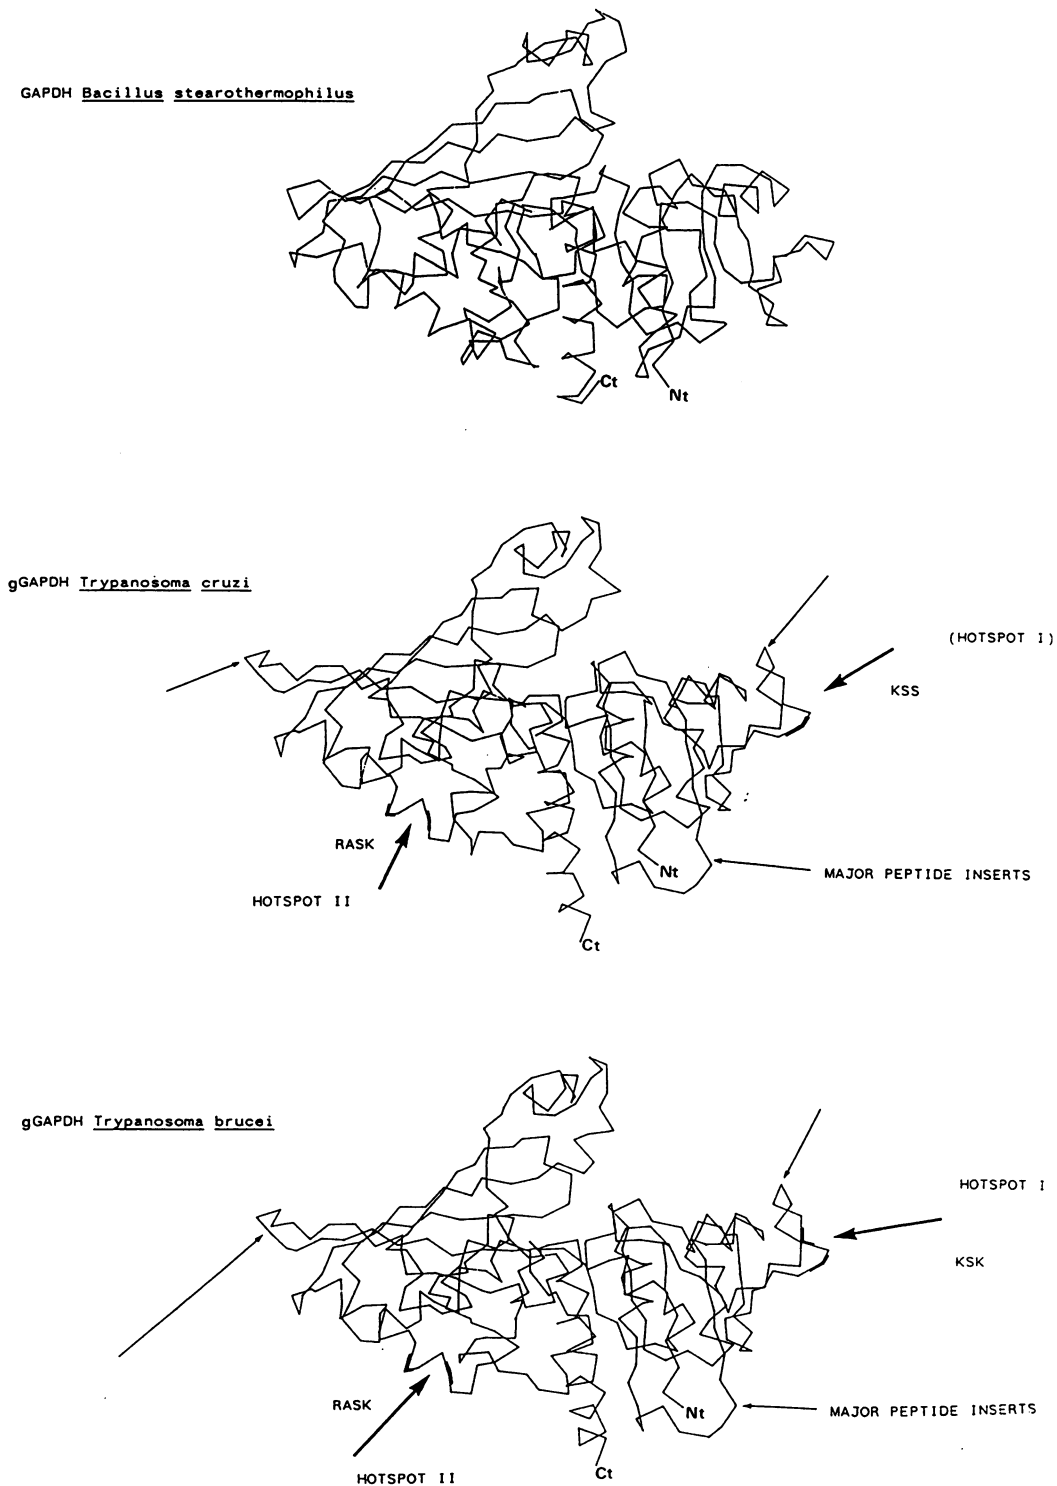 GAPDH Bacillus stearothermophilus
Ct
Nt
gGAPDH Trypanosoma cruzi
(HOTSPOT I)
KSS
RASK
Nt
MAJOR PEPTIDE INSERTS
HOTSPOT II
Ct
gGAPDH Trypanosoma brucei
HOTSPOT I
KSK
RASK
Nt
MAJOR PEPTIDE INSERTS
Ct
HOTSPOT II